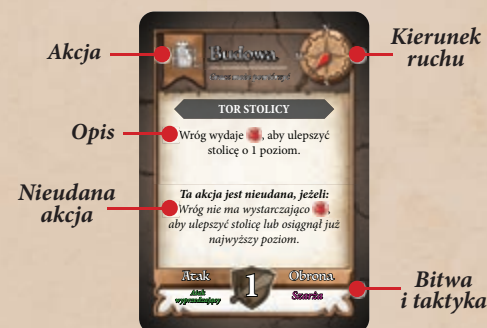 Akcja
Kierunek
ruchu
Budowa
TOR STOLICY
Opis
Wróg wydaje , aby ulepszyć
stolicę o 1 poziom.
Nieudana
akcja
Ta akcja jest nieudana, jeżeli:
Wróg nie ma wystarczająco ,
aby ulepszyć stolicę lub osiągnął już
najwyższy poziom.
Atak
1
Obrona
Atak
wyprzedzający
Szarża
Bitwa
i taktyka